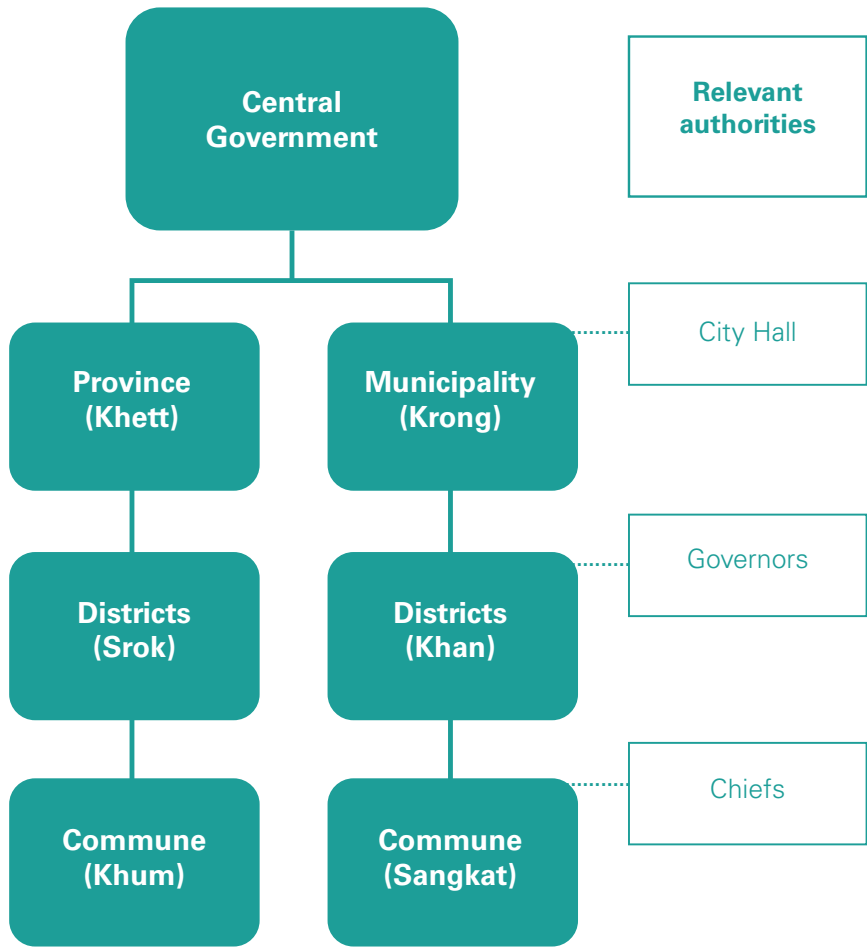 Central
Government
Relevant
authorities
Province
(Khett)
Municipality
(Krong)
City Hall
Districts
(Srok)
Districts
(Khan)
Governors
Commune
(Khum)
Commune
(Sangkat)
Chiefs